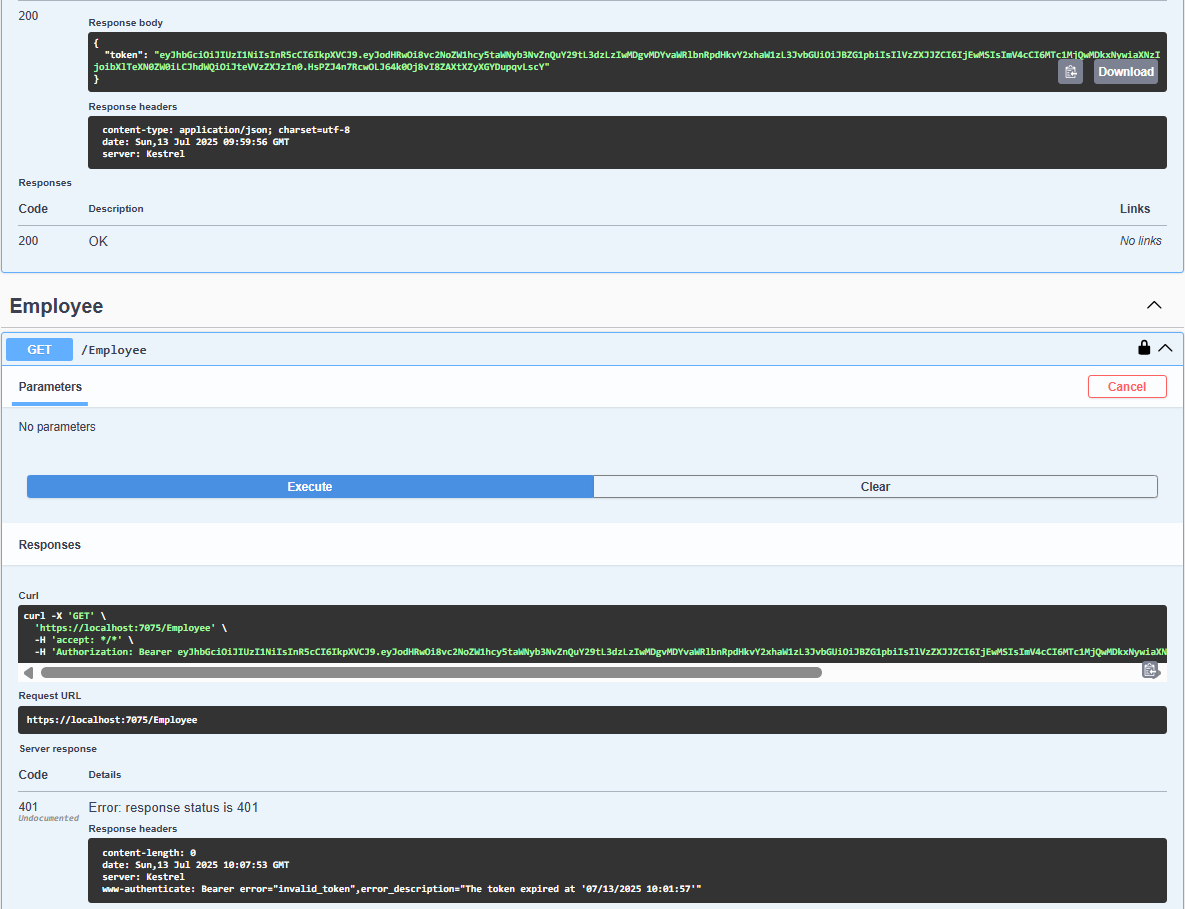 200
Response body
{
"token": "eyJhbGciOiJIUzI1NiIsInR5cCI6IkpXVCJ9.eyJodHRwOi8vc2NoZW1hcy5taWNyb3NvZnQuY29tL3dzLzIwMDgvMDYvaWRlbnRpdHkvY2xhaW1zL3JvbGUiOiJBZG1pbiIsIlVzZXJJZCI6IjEwMSIsImV4cCI6MTc1MjQwMDkxNywiaXNzI
joibXlTeXN0ZW0iLCJhdWQiOiJteVVzZXJzIn0.HsPZJ4n7RcwOLJ64k0Oj8vI8ZAXtXZyXGYDupqvLscY"
}
Download
Response headers
content-type: application/json; charset=utf-8
date: Sun,13 Jul 2025 09:59:56 GMT
server: Kestrel
Responses
Code Description Links
200 OK No links
Employee
GET /Employee
Parameters Cancel
No parameters
Execute Clear
Responses
Curl
curl -X 'GET' \
'https://localhost:7075/Employee' \
-H 'accept: */*' \
-H 'Authorization: Bearer eyJhbGciOiJIUzI1NiIsInR5cCI6IkpXVCJ9.eyJodHRwOi8vc2NoZW1hcy5taWNyb3NvZnQuY29tL3dzLzIwMDgvMDYvaWRlbnRpdHkvY2xhaW1zL3JvbGUiOiJBZG1pbiIsIlVzZXJJZCI6IjEwMSIsImV4cCI6MTc1MjQwMDkxNywiaXN
Request URL
https://localhost:7075/Employee
Server response
Code Details
401 Error: response status is 401
Undocumented
Response headers
content-length: 0
date: Sun,13 Jul 2025 10:07:53 GMT
server: Kestrel
www-authenticate: Bearer error="invalid_token",error_description="The token expired at '07/13/2025 10:01:57'"